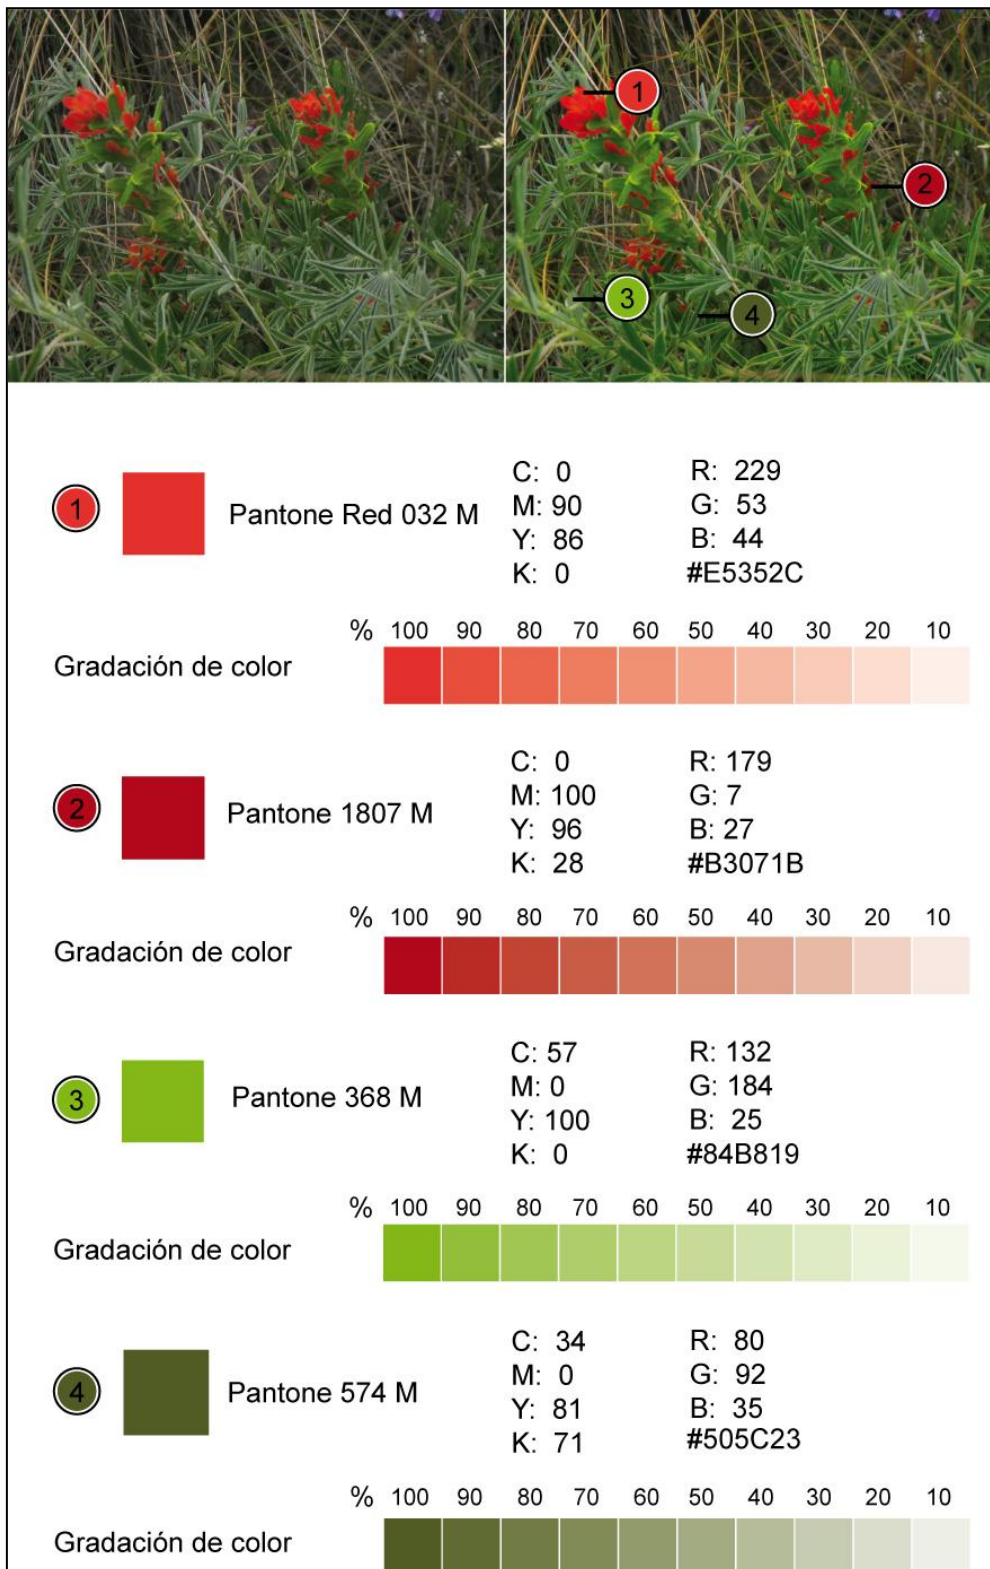 1
2
3
4
1 Pantone Red 032 M
C: 0 R: 229
M: 90 G: 53
Y: 86 B: 44
K: 0 #E5352C
% 100 90 80 70 60 50 40 30 20 10
Gradación de color
2 Pantone 1807 M
C: 0 R: 179
M: 100 G: 7
Y: 96 B: 27
K: 28 #B3071B
% 100 90 80 70 60 50 40 30 20 10
Gradación de color
3 Pantone 368 M
C: 57 R: 132
M: 0 G: 184
Y: 100 B: 25
K: 0 #84B819
% 100 90 80 70 60 50 40 30 20 10
Gradación de color
4 Pantone 574 M
C: 34 R: 80
M: 0 G: 92
Y: 81 B: 35
K: 71 #505C23
% 100 90 80 70 60 50 40 30 20 10
Gradación de color